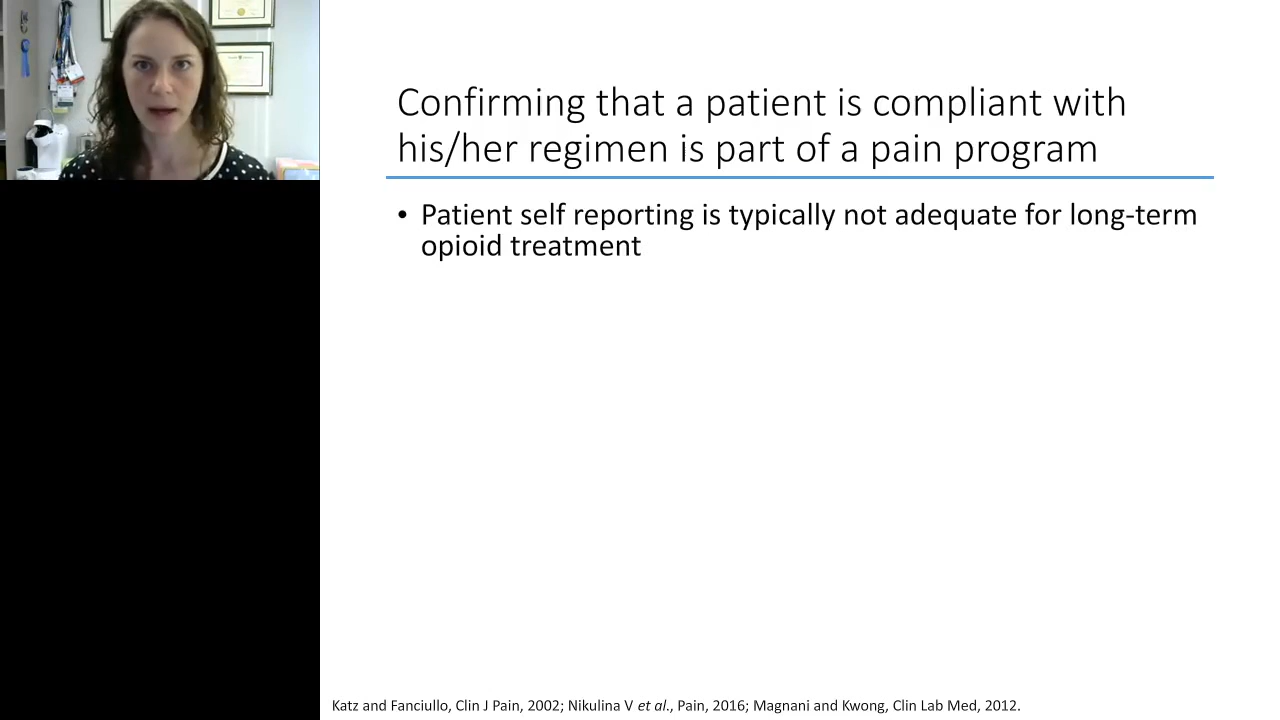 Confirming that a patient is compliant with
his/her regimen is part of a pain program
• Patient self reporting is typically not adequate for long-term
opioid treatment
Katz and Fanciullo, Clin J Pain, 2002; Nikulina V et al., Pain, 2016; Magnani and Kwong, Clin Lab Med, 2012.